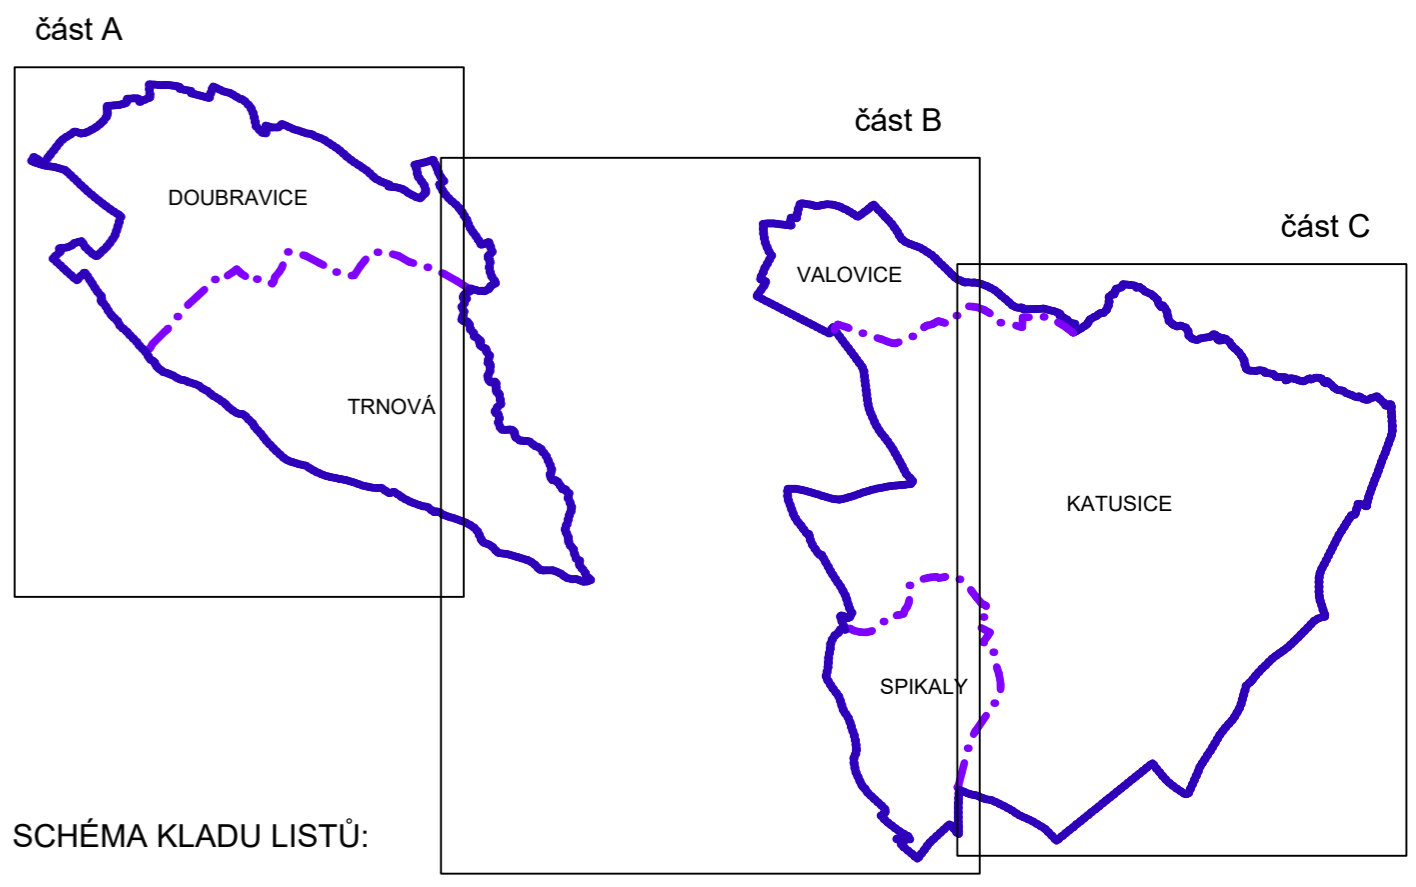 část A
část B
DOUBRAVICE
část C
VALOVICE
TRNOVÁ
KATUSICE
SPIKALY
SCHÉMA KLADU LISTŮ: